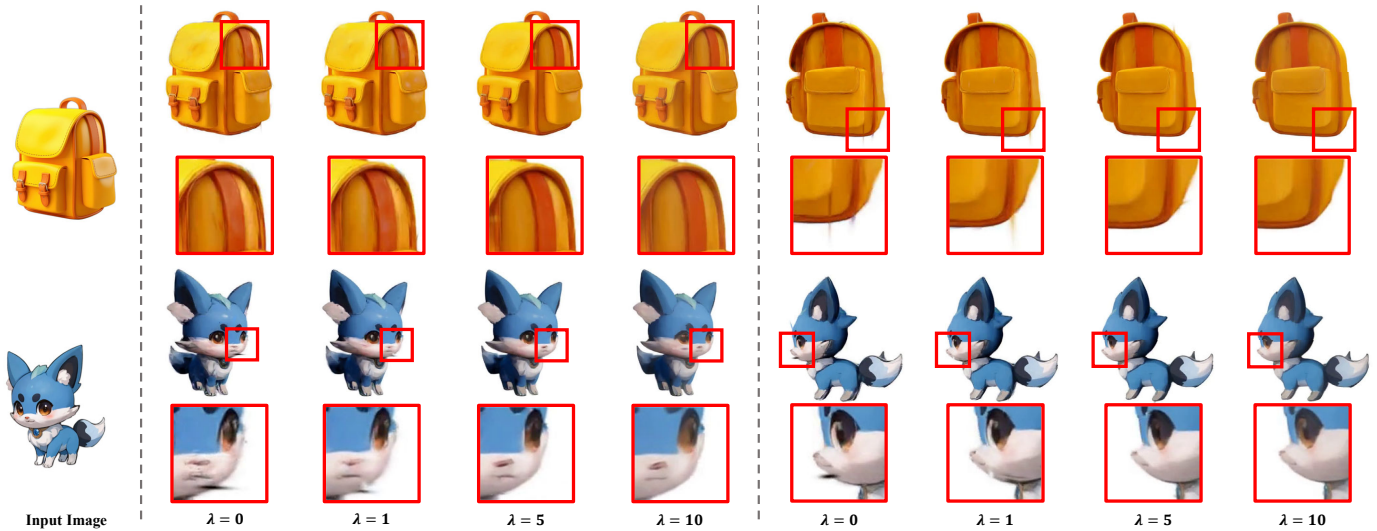 Input Image λ = 0 λ = 1 λ = 5 λ = 10 λ = 0 λ = 1 λ = 5 λ = 10